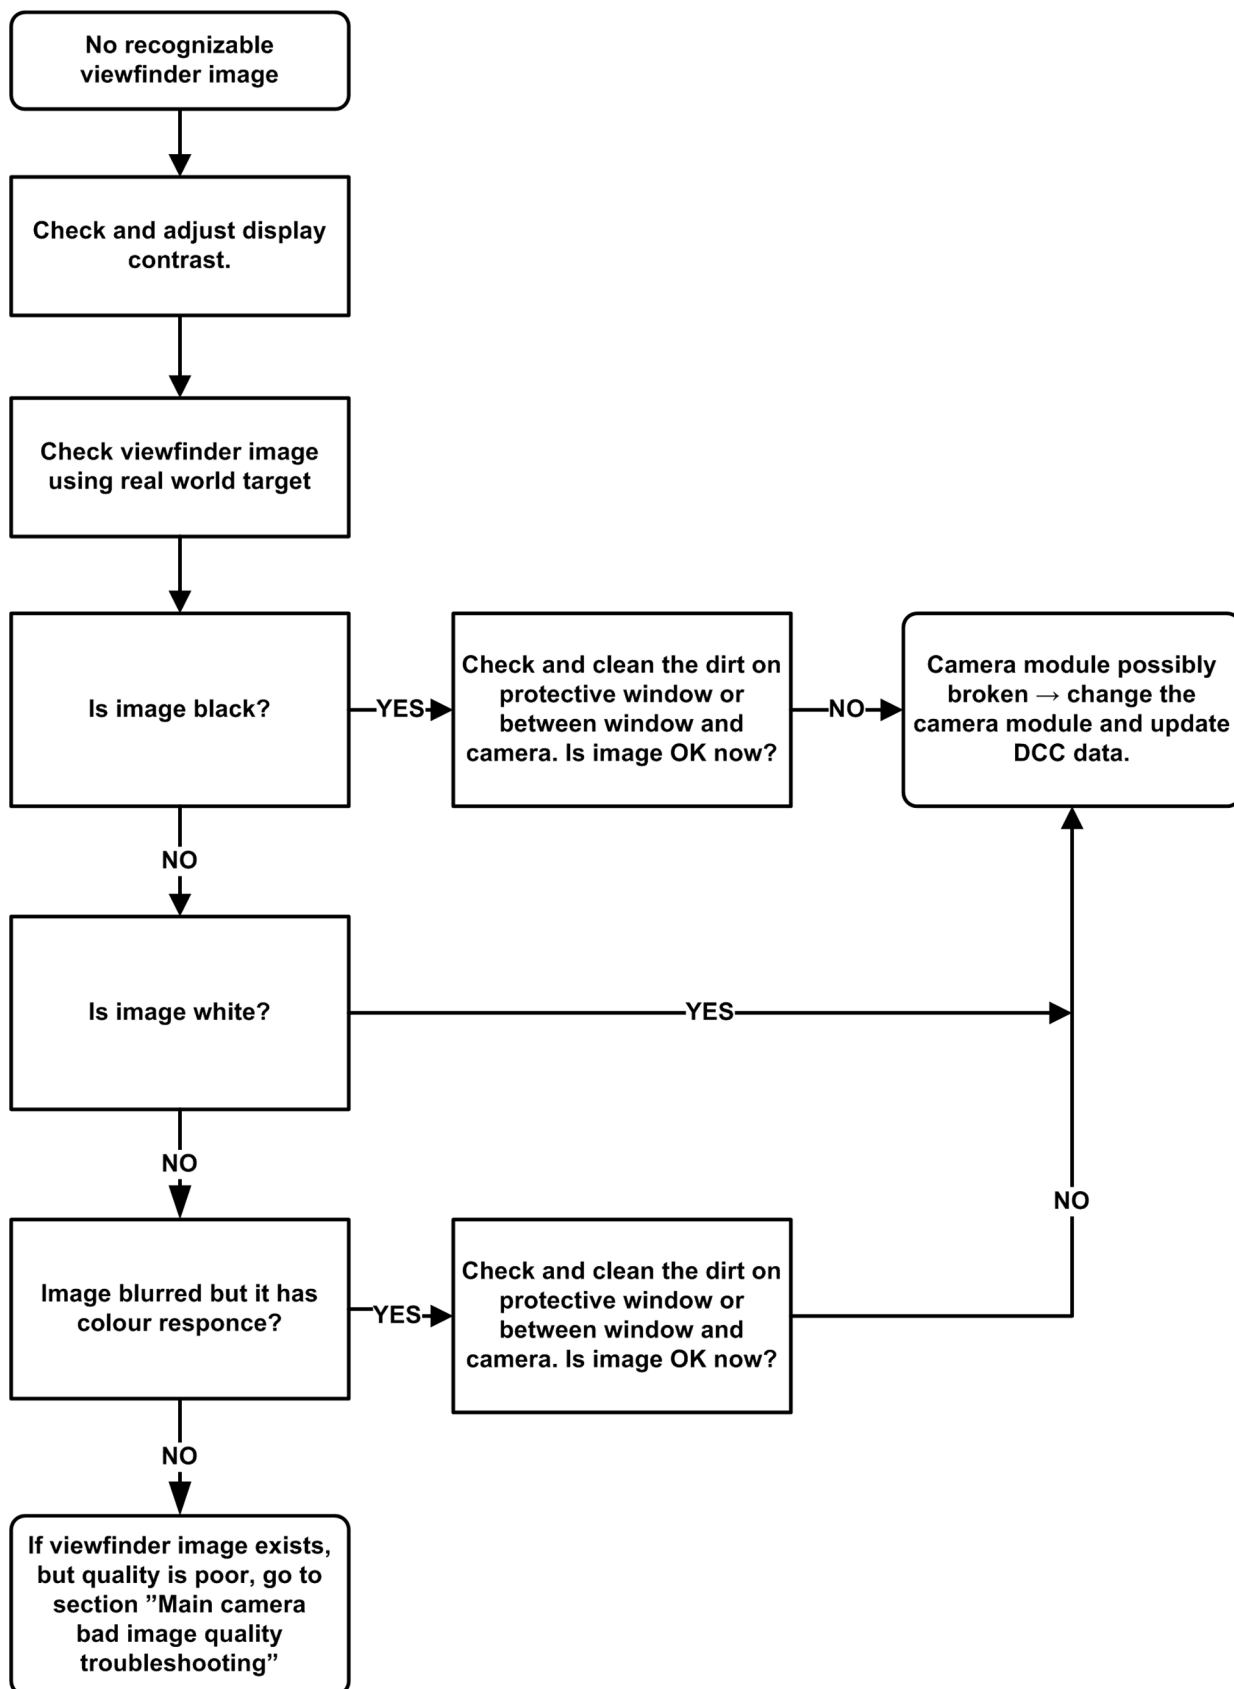 No recognizable
viewfinder image
Check and adjust display
contrast.
Check viewfinder image
using real world target
Is image black?
YES
Check and clean the dirt on
protective window or
between window and
camera. Is image OK now?
NO
Camera module possibly
broken → change the
camera module and update
DCC data.
NO
Is image white?
YES
NO
Image blurred but it has
colour responce?
YES
Check and clean the dirt on
protective window or
between window and
camera. Is image OK now?
NO
NO
If viewfinder image exists,
but quality is poor, go to
section ”Main camera
bad image quality
troubleshooting”